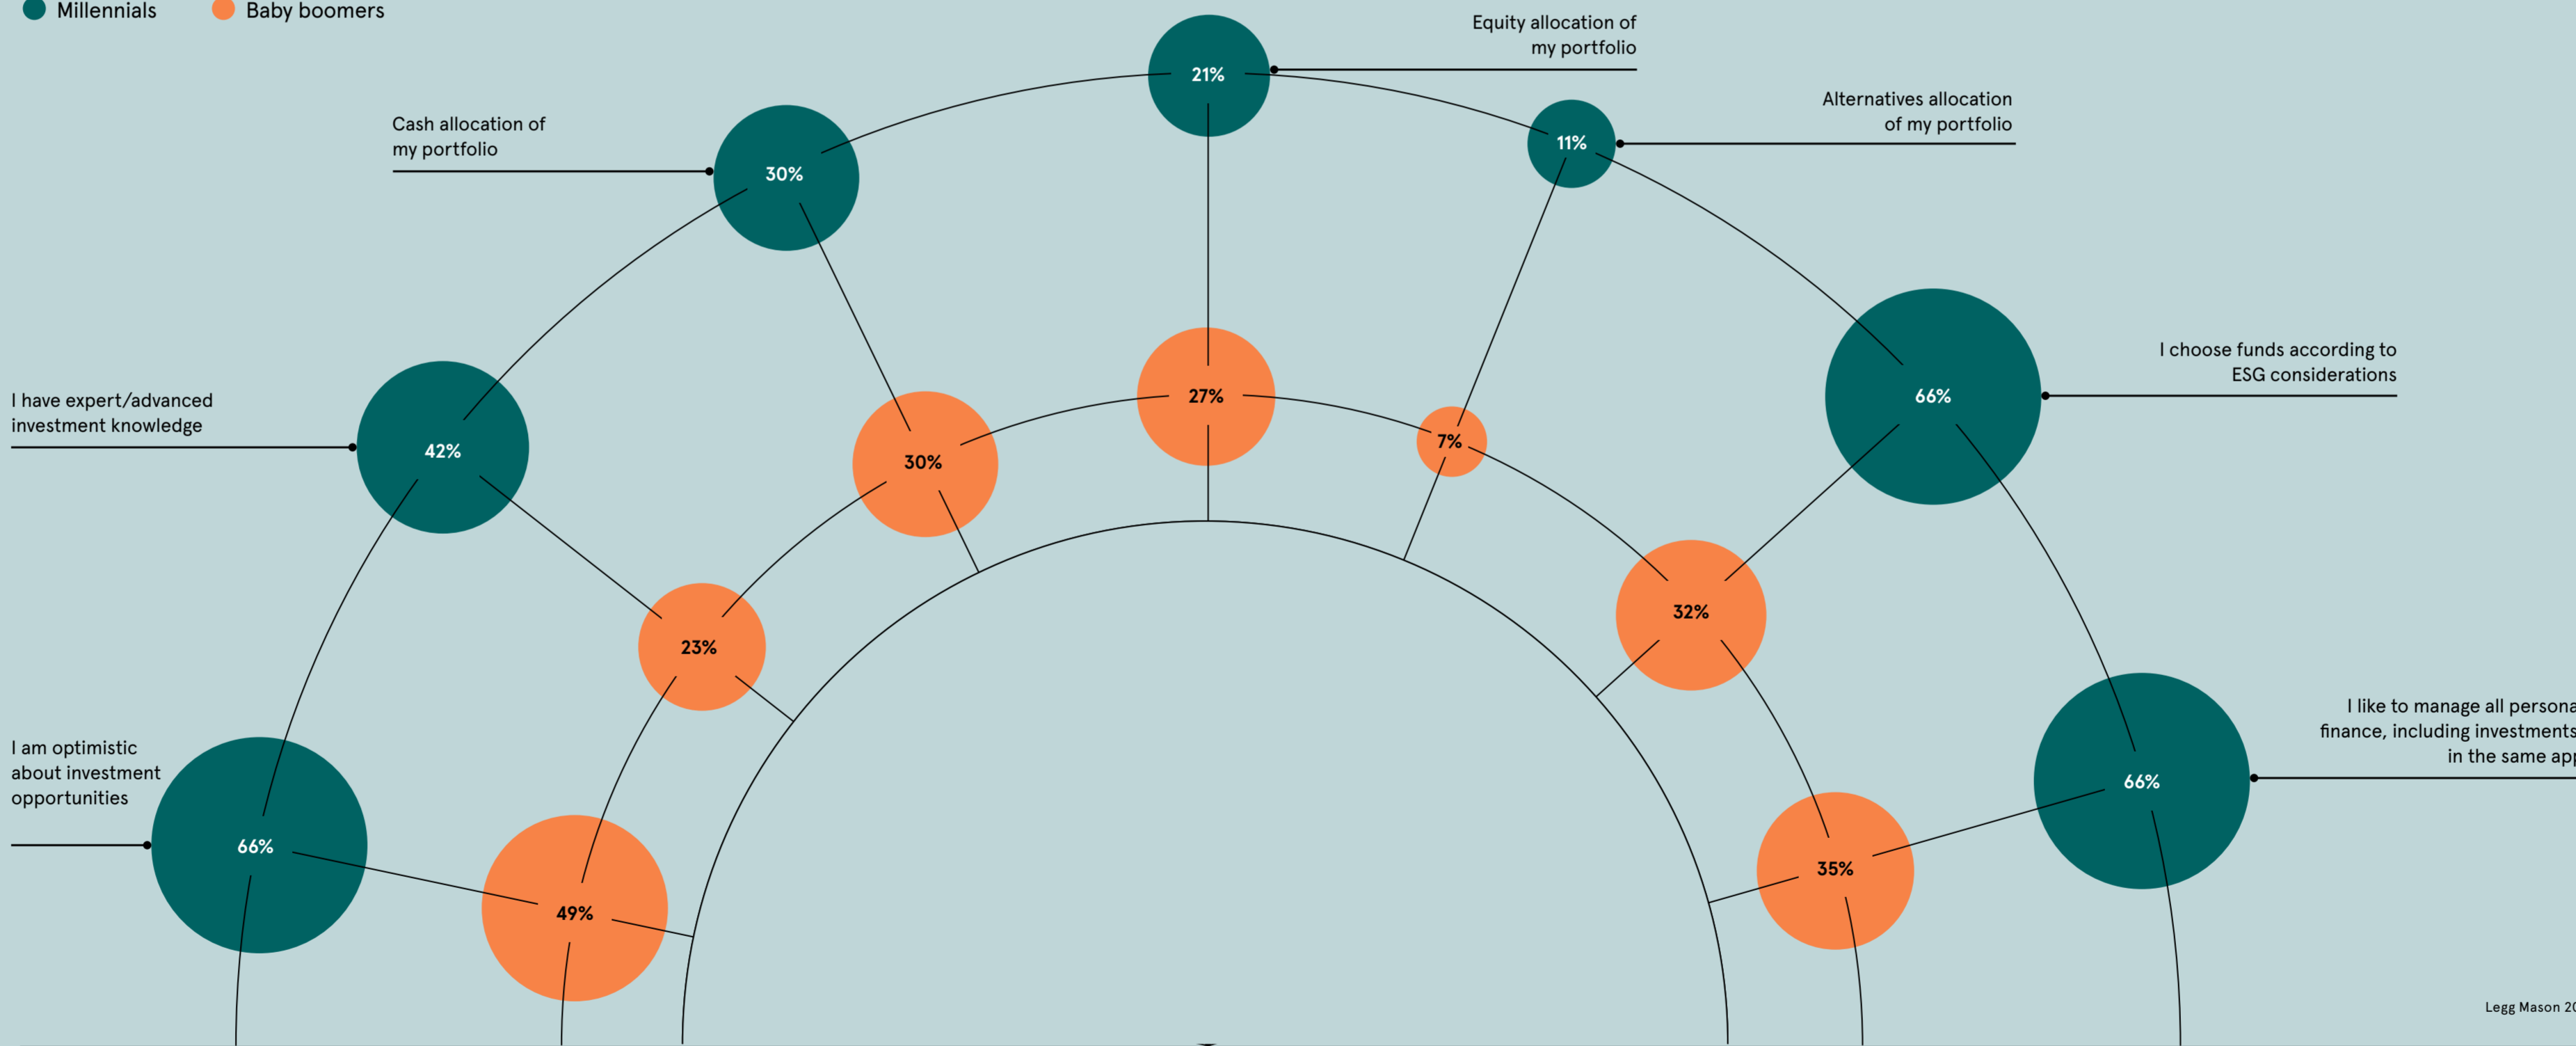 Millennials
Baby boomers
Equity allocation of
my portfolio
21%
Alternatives allocation
of my portfolio
11%
Cash allocation of
my portfolio
30%
I choose funds according to
ESG considerations
66%
I have expert/advanced
investment knowledge
42%
27%
7%
30%
32%
23%
I like to manage all persona
finance, including investments
in the same app
66%
I am optimistic
about investment
opportunities
66%
49%
35%
Legg Mason 20